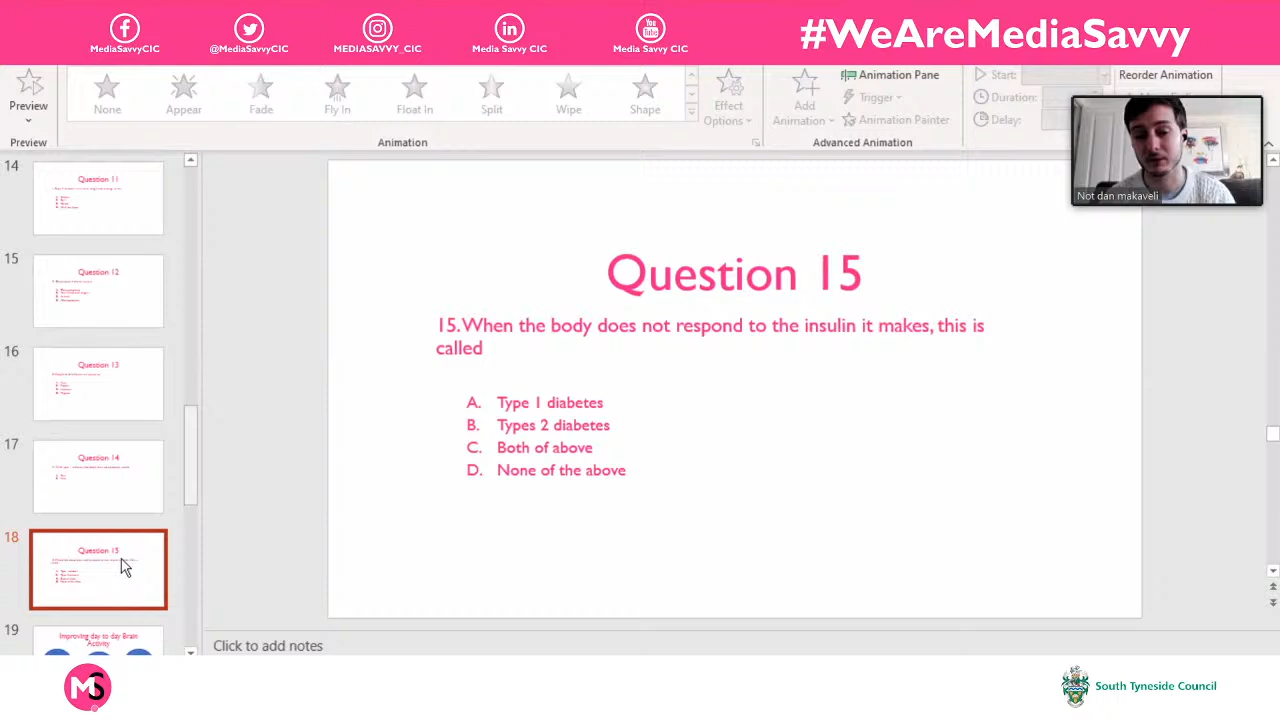 MediaSavvyCIC
@MediaSavvyCIC
MEDIASAVVY_CIC
Media Savvy CIC
You
Tube
Media Savvy CIC
#WeAreMediaSavvy
Preview
Preview
None
Appear
Fade
Fly In
Float In
Split
Wipe
Shape
Animation
Effect
Options
Add
Animation
Animation Pane
Trigger
Animation Painter
Advanced Animation
Start:
Duration:
Delay:
Reorder Animation
Not dan makaveli
14
Question 11
15
Question 12
16
Question 13
17
Question 14
18
Question 15
19
Improving day to day Brain
Activity
Question 15
15. When the body does not respond to the insulin it makes, this is
called
A. Type 1 diabetes
B. Types 2 diabetes
C. Both of above
D. None of the above
Click to add notes
MS
South Tyneside Council